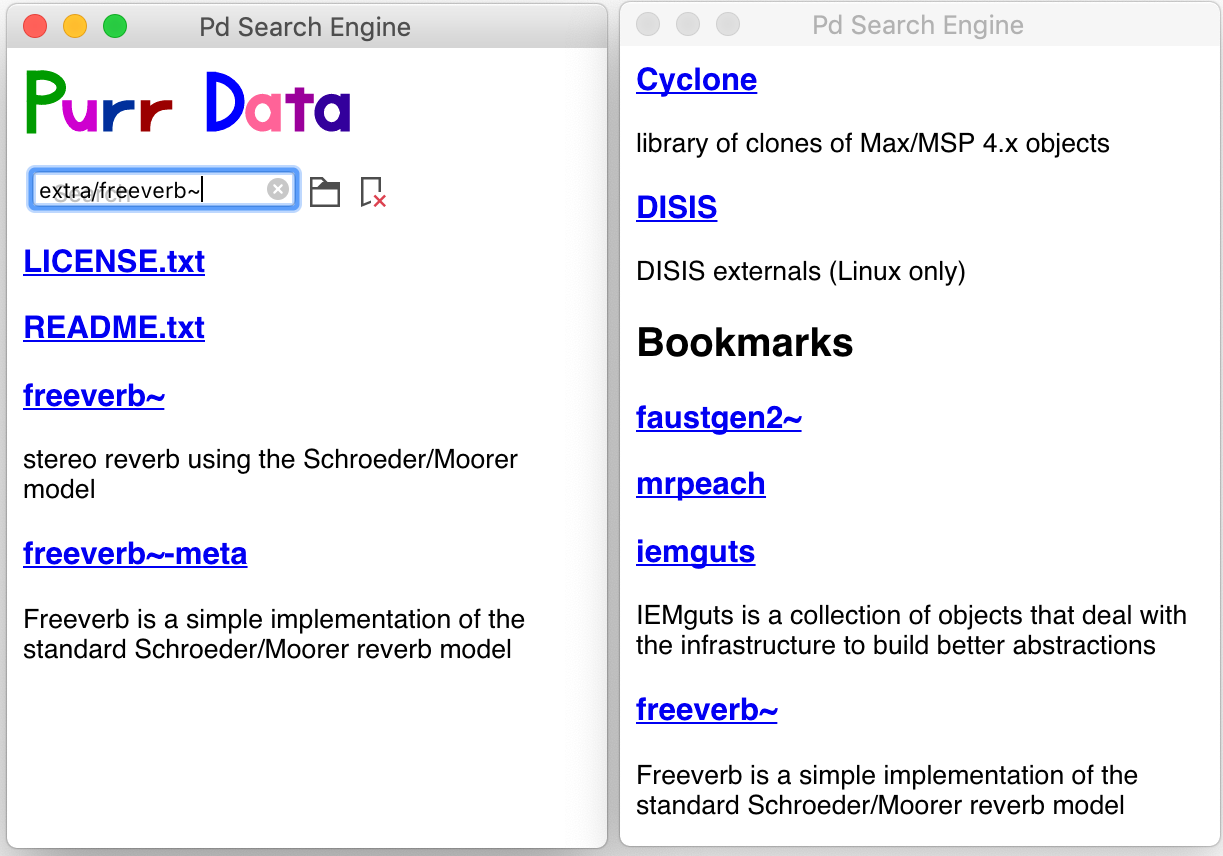 Pd Search Engine
Purr Data
extra/freeverb~
Search
LICENSE.txt
README.txt
freeverb~
stereo reverb using the Schroeder/Moorer
model
freeverb~-meta
Freeverb is a simple implementation of the
standard Schroeder/Moorer reverb model
Pd Search Engine
Cyclone
library of clones of Max/MSP 4.x objects
DISIS
DISIS externals (Linux only)
Bookmarks
faustgen2~
mrpeach
iemguts
IEMguts is a collection of objects that deal with
the infrastructure to build better abstractions
freeverb~
Freeverb is a simple implementation of the
standard Schroeder/Moorer reverb model